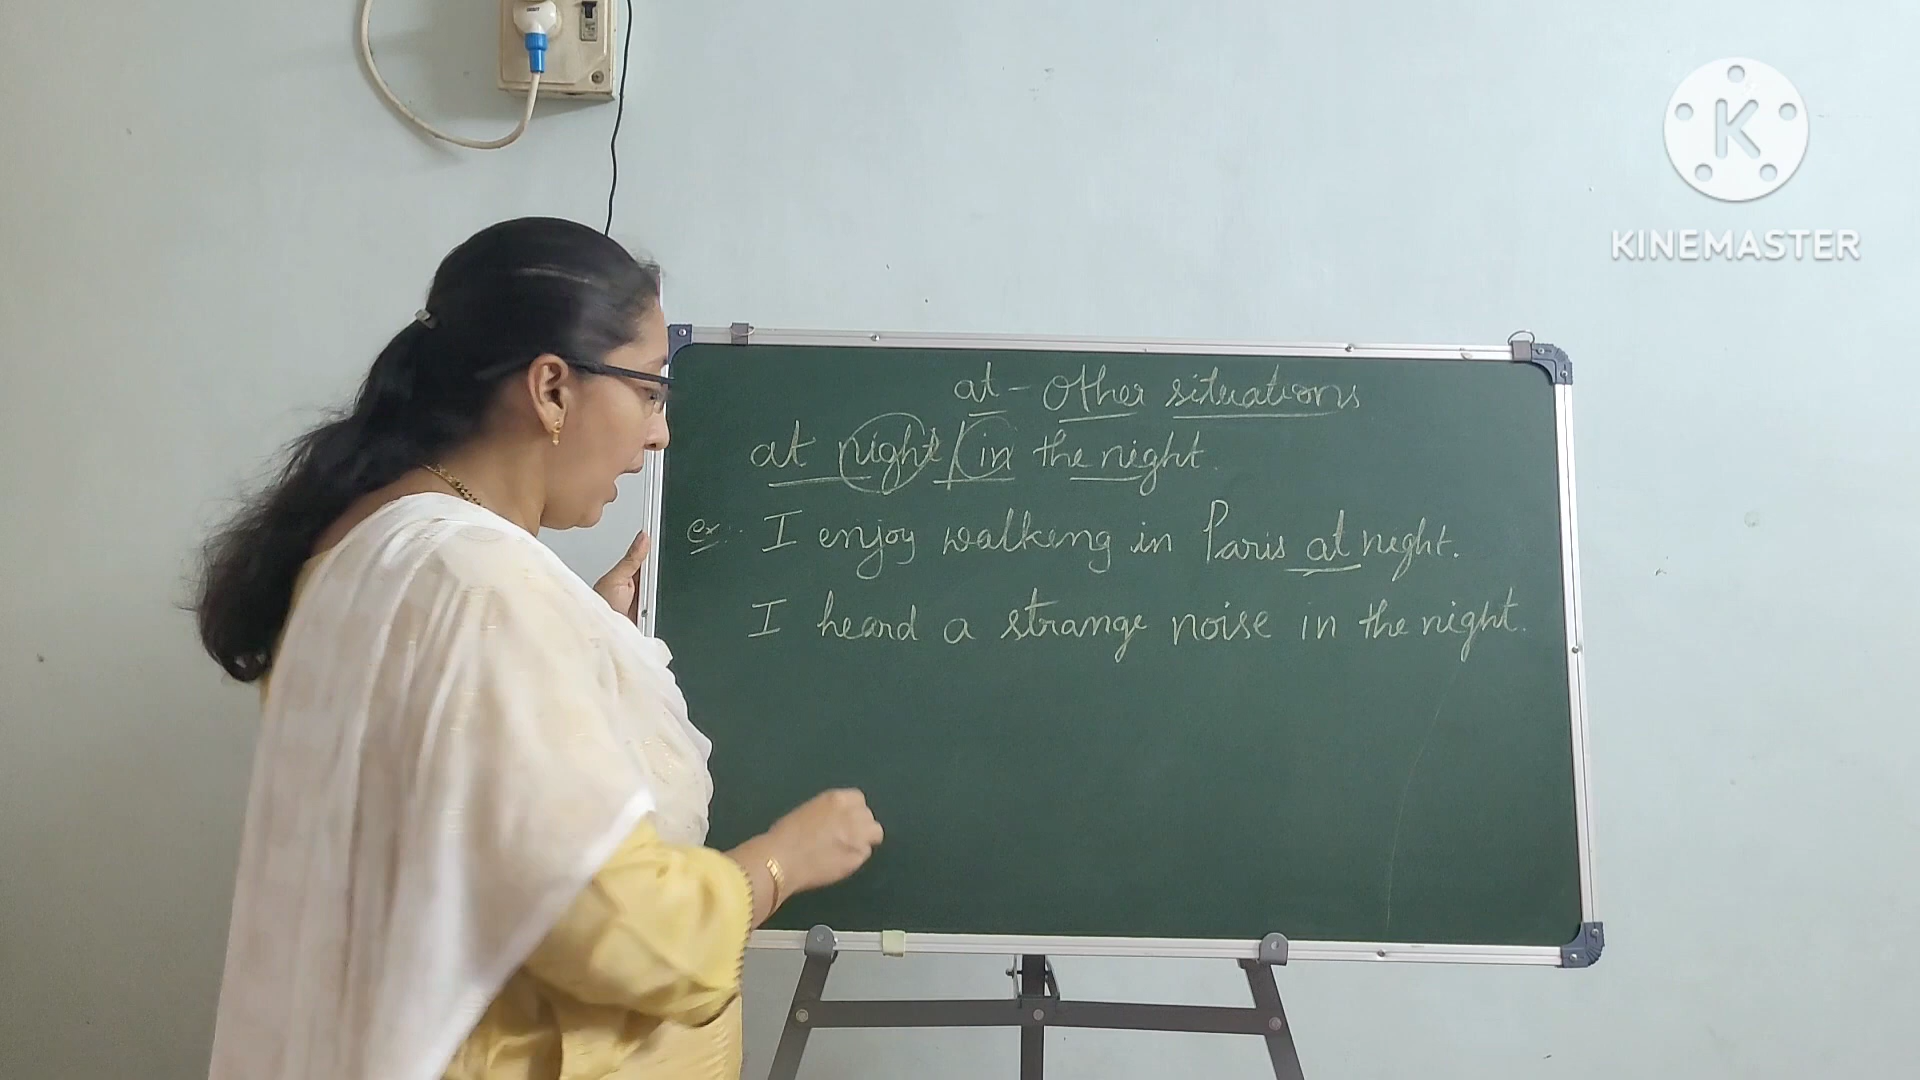 K
KINEMASTER
at - Other situations
at night / in the night.
ex:- I enjoy walking in Paris at night.
I heard a strange noise in the night.